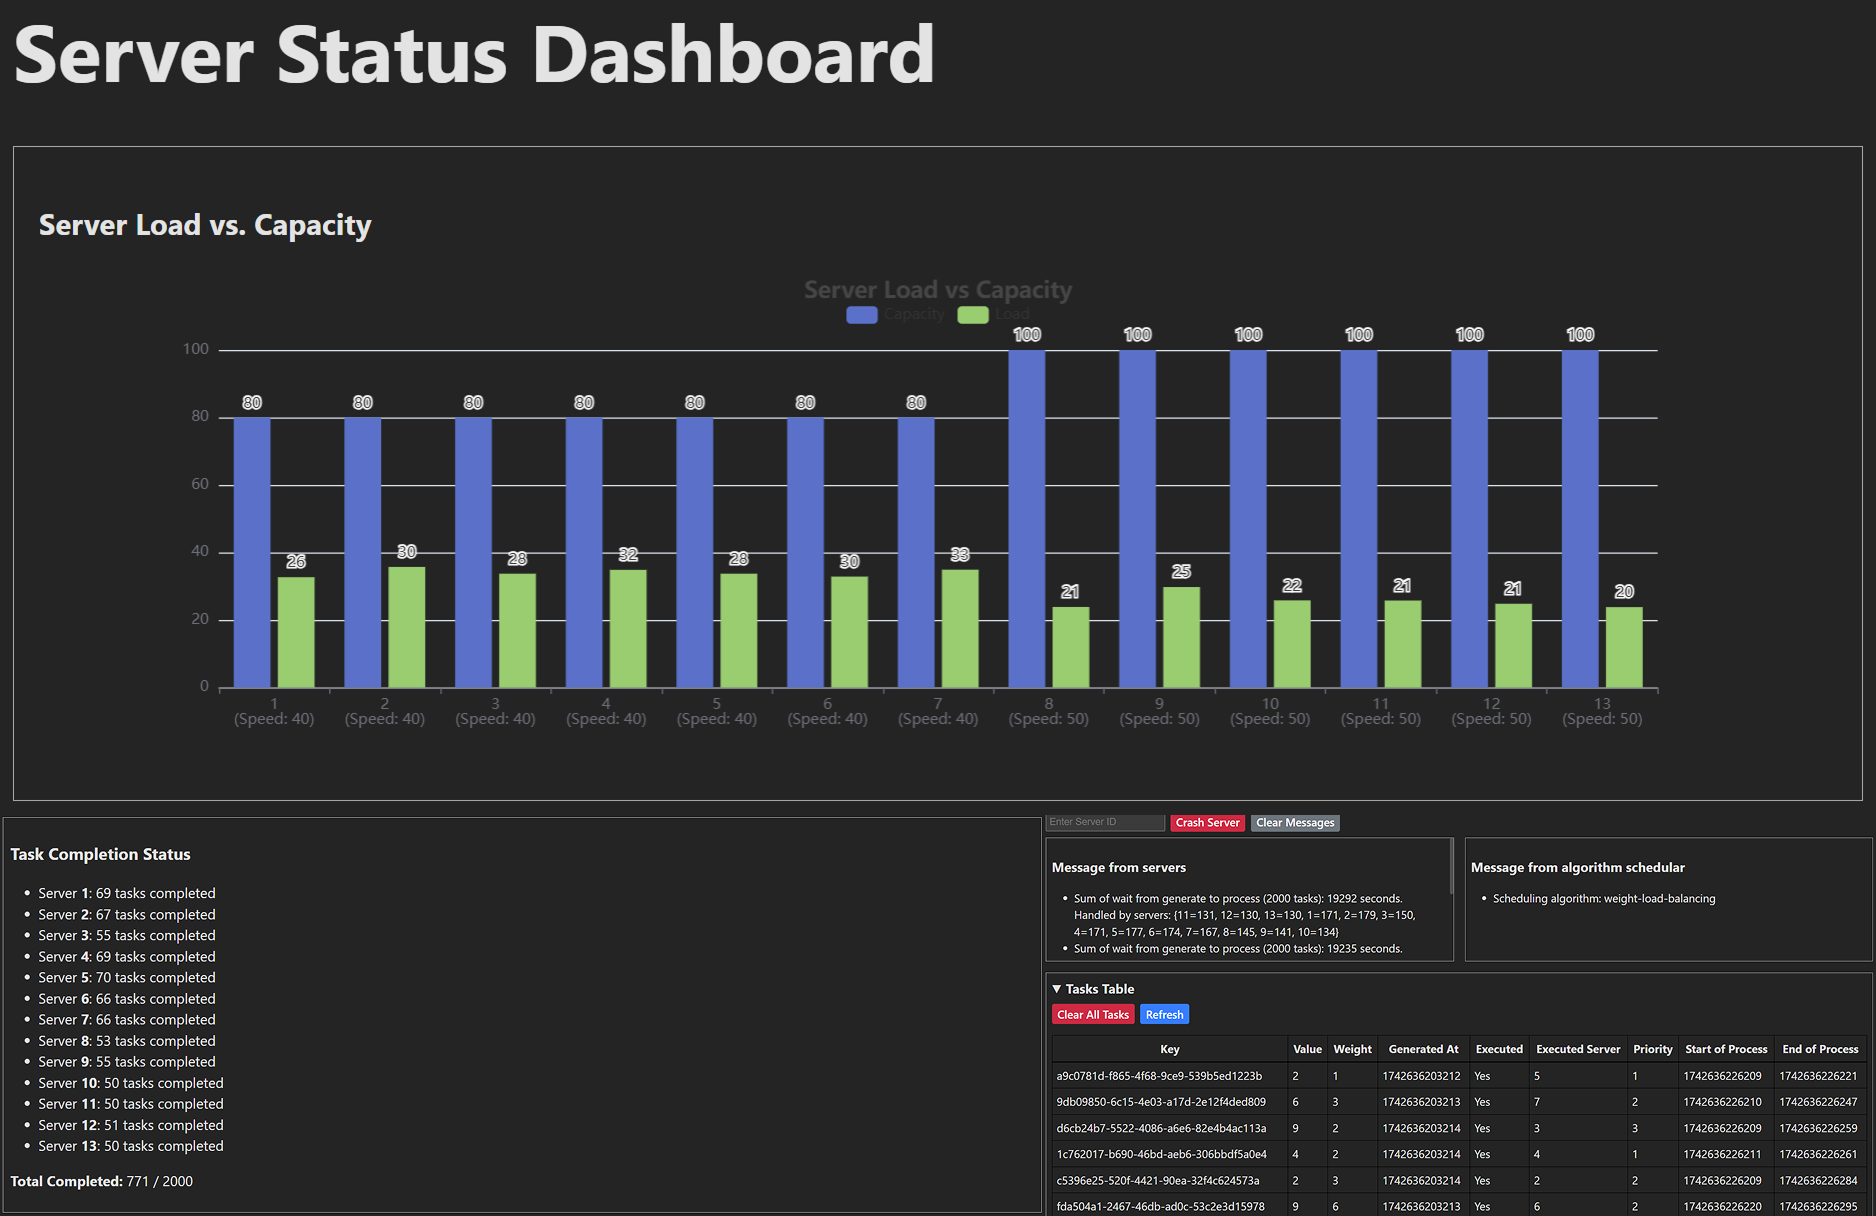 Server Status Dashboard
Server Load vs. Capacity
Server Load vs Capacity
Capacity Load
100 100 100 100 100 100
100
80 80 80 80 80 80 80
80
60
40
26 30 28 32 28 30 33 21 25 22 21 21 20
20
0
1 2 3 4 5 6 7 8 9 10 11 12 13
(Speed: 40) (Speed: 40) (Speed: 40) (Speed: 40) (Speed: 40) (Speed: 40) (Speed: 40) (Speed: 50) (Speed: 50) (Speed: 50) (Speed: 50) (Speed: 50) (Speed: 50)
Task Completion Status
• Server 1: 69 tasks completed
• Server 2: 67 tasks completed
• Server 3: 55 tasks completed
• Server 4: 69 tasks completed
• Server 5: 70 tasks completed
• Server 6: 66 tasks completed
• Server 7: 66 tasks completed
• Server 8: 53 tasks completed
• Server 9: 55 tasks completed
• Server 10: 50 tasks completed
• Server 11: 50 tasks completed
• Server 12: 51 tasks completed
• Server 13: 50 tasks completed
Total Completed: 771 / 2000
Enter Server ID Crash Server Clear Messages
Message from servers
• Sum of wait from generate to process (2000 tasks): 19292 seconds.
Handled by servers: {11=131, 12=130, 13=130, 1=171, 2=179, 3=150,
4=171, 5=177, 6=174, 7=167, 8=145, 9=141, 10=134}
• Sum of wait from generate to process (2000 tasks): 19235 seconds.
Message from algorithm schedular
• Scheduling algorithm: weight-load-balancing
▼ Tasks Table
Clear All Tasks Refresh
Key Value Weight Generated At Executed Executed Server Priority Start of Process End of Process
a9c0781d-f865-4f68-9ce9-539b5ed1223b 2 1 1742636203212 Yes 5 1 1742636226209 1742636226221
9db09850-6c15-4e03-a17d-2e12f4ded809 6 3 1742636203213 Yes 7 2 1742636226210 1742636226247
d6cb24b7-5522-4086-a6e6-82e4b4ac113a 9 2 1742636203214 Yes 3 3 1742636226209 1742636226259
1c762017-b690-46bd-aeb6-306bbdf5a0e4 4 2 1742636203214 Yes 4 1 1742636226211 1742636226261
c5396e25-520f-4421-90ea-32f4c624573a 2 3 1742636203214 Yes 2 2 1742636226209 1742636226284
fda504a1-2467-46db-ad0c-53c2e3d15978 9 6 1742636203213 Yes 6 2 1742636226220 1742636226295